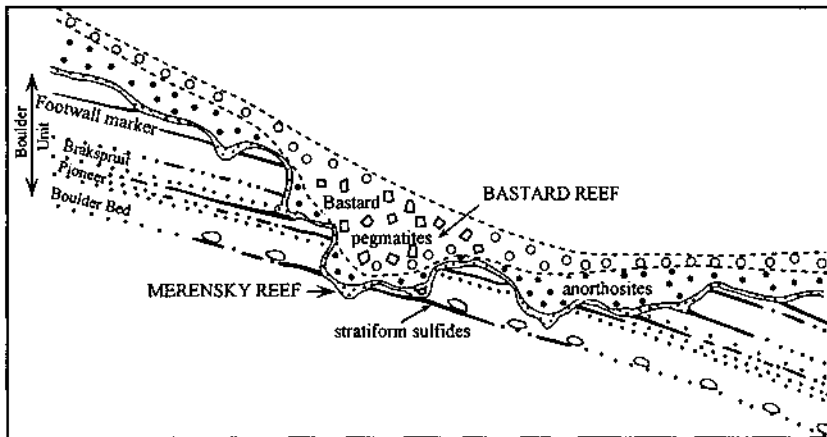 Boulder
Unit
Footwall marker
Brakspruit
Pioneer
Boulder Bed
Bastard
pegmatites
BASTARD REEF
MERENSKY REEF
anorthosites
stratiform sulfides